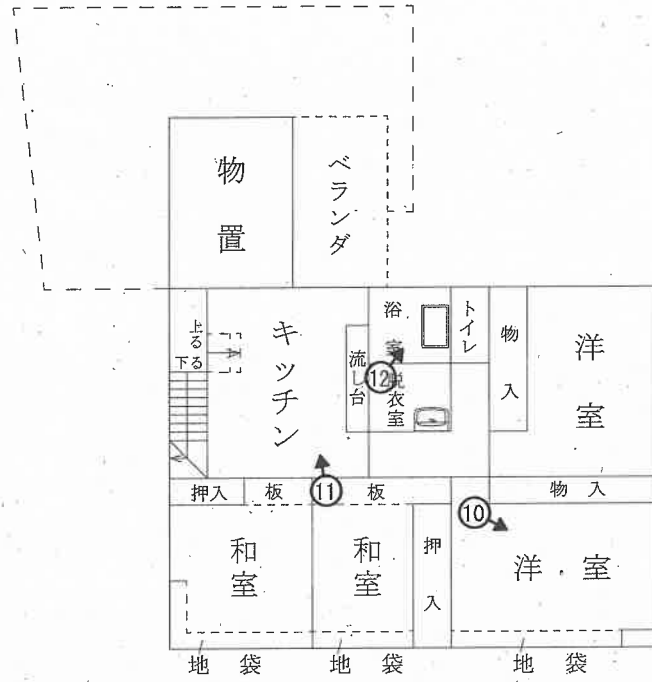 物置
ベランダ
上る
下る
キッチン
流し台
浴室
脱衣室
トイレ
物入
洋室
押入
板
⑪
板
物入
⑫
⑩
和室
和室
押入
洋室
地袋
地袋
地袋